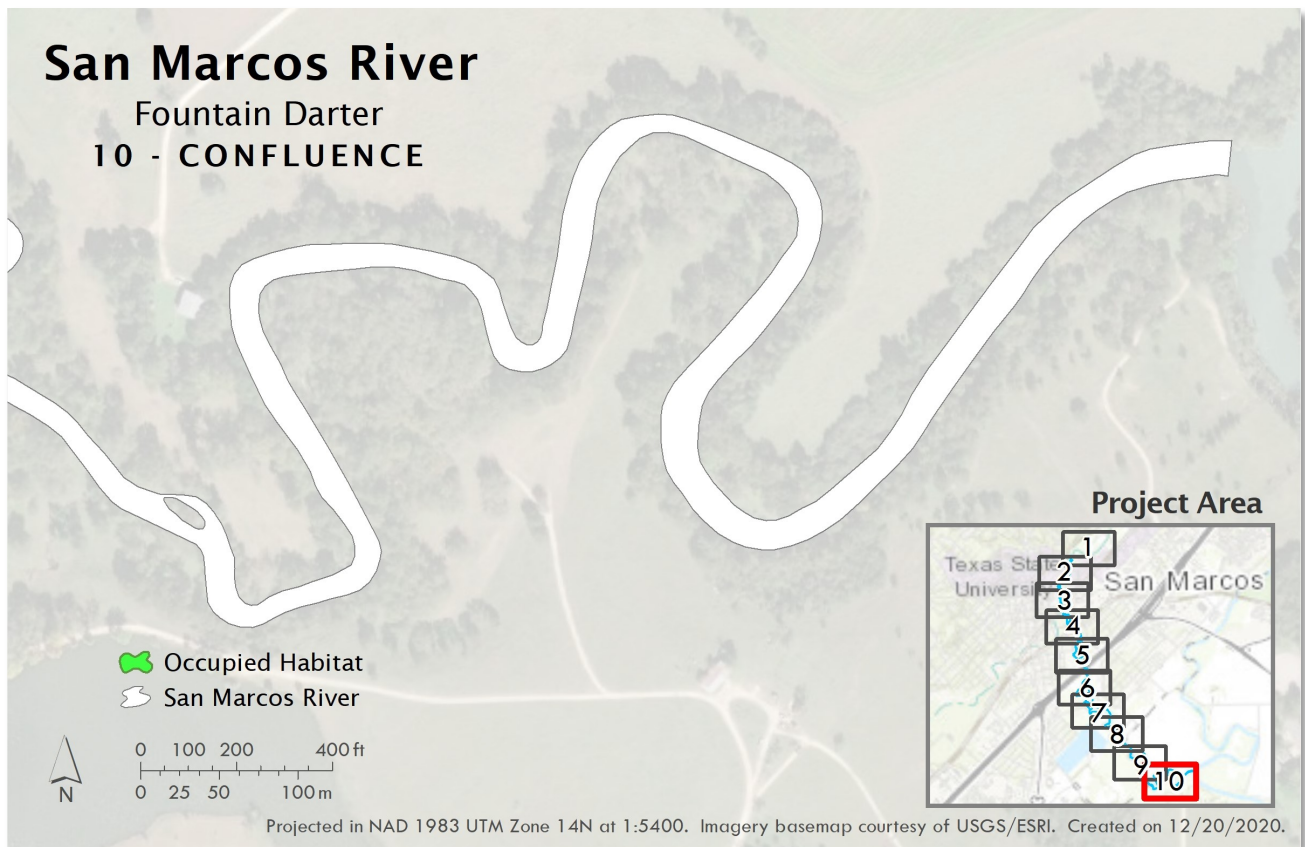 San Marcos River
Fountain Darter
10 - CONFLUENCE
Project Area
1
Texas State
University
2
San Marcos
3
4
5
6
7
8
9
10
Occupied Habitat
San Marcos River
0 100 200 400 ft
0 25 50 100 m
N
Projected in NAD 1983 UTM Zone 14N at 1:5400. Imagery basemap courtesy of USGS/ESRI. Created on 12/20/2020.